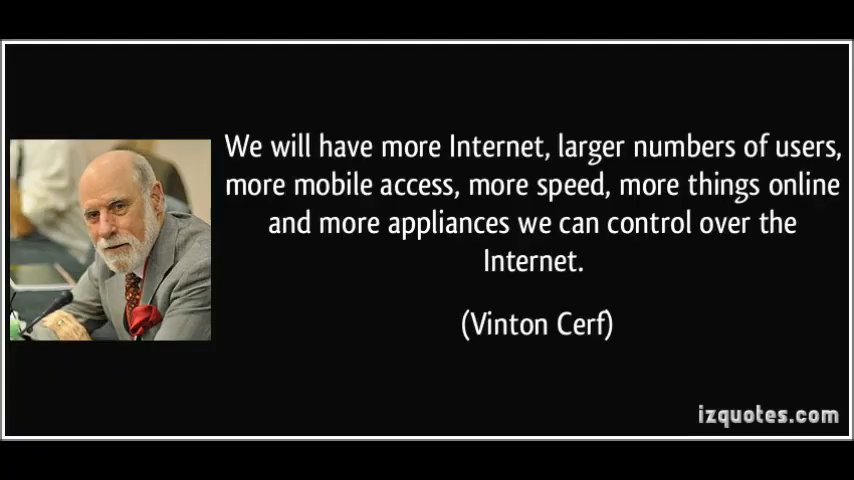 We will have more Internet, larger numbers of users,
more mobile access, more speed, more things online
and more appliances we can control over the
Internet.
(Vinton Cerf)
izquotes.com